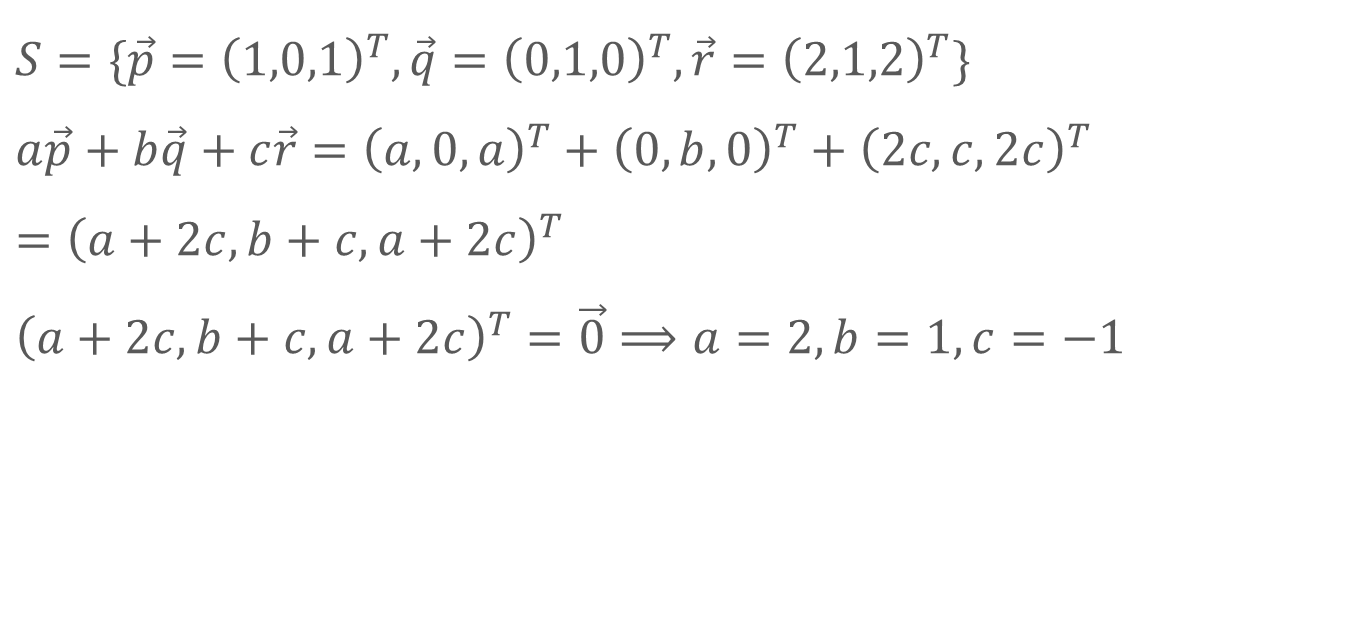 S = {p⃗ = (1,0,1)ᵀ, q⃗ = (0,1,0)ᵀ, r⃗ = (2,1,2)ᵀ}
ap⃗ + bq⃗ + cr⃗ = (a, 0, a)ᵀ + (0, b, 0)ᵀ + (2c, c, 2c)ᵀ
= (a + 2c, b + c, a + 2c)ᵀ
(a + 2c, b + c, a + 2c)ᵀ = 0⃗ ⟹ a = 2, b = 1, c = −1